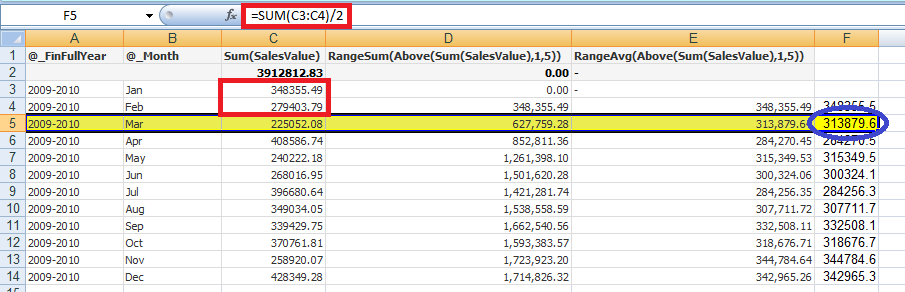 F5 fx =SUM(C3:C4)/2
A B C D E F
1 @_FinFullYear @_Month Sum(SalesValue) RangeSum(Above(Sum(SalesValue),1,5)) RangeAvg(Above(Sum(SalesValue),1,5))
2 3912812.83 0.00 -
3 2009-2010 Jan 348355.49 0.00 -
4 2009-2010 Feb 279403.79 348,355.49 348,355.49 348355.5
5 2009-2010 Mar 225052.08 627,759.28 313,879.64 313879.6
6 2009-2010 Apr 408586.74 852,811.36 284,270.45 284270.5
7 2009-2010 May 240222.18 1,261,398.10 315,349.53 315349.5
8 2009-2010 Jun 268016.95 1,501,620.28 300,324.06 300324.1
9 2009-2010 Jul 396680.64 1,421,281.74 284,256.35 284256.3
10 2009-2010 Aug 349034.05 1,538,558.59 307,711.72 307711.7
11 2009-2010 Sep 339429.75 1,662,540.56 332,508.11 332508.1
12 2009-2010 Oct 370761.81 1,593,383.57 318,676.71 318676.7
13 2009-2010 Nov 258920.07 1,723,923.20 344,784.64 344784.6
14 2009-2010 Dec 428349.28 1,714,826.32 342,965.26 342965.3